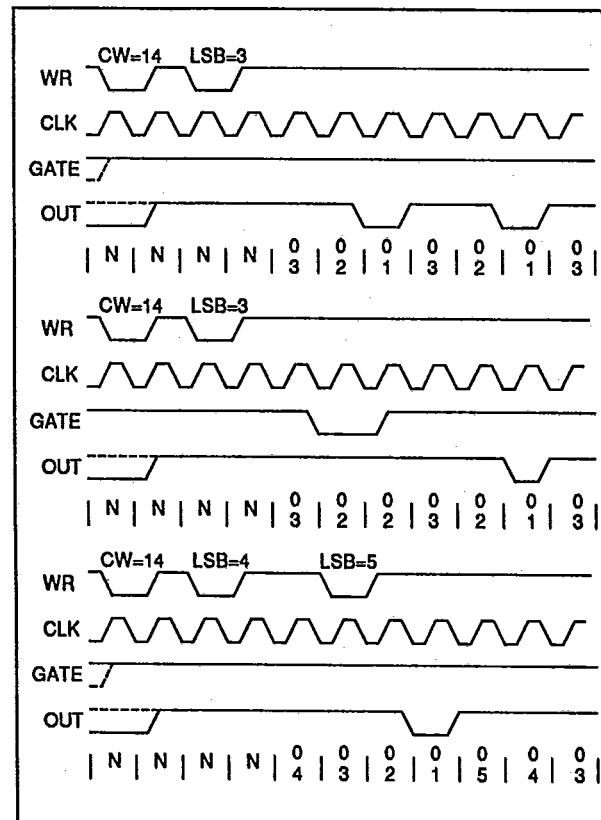 CW=14 LSB=3
WR
CLK
GATE
OUT
| N | N | N | N | 0 3 | 0 2 | 0 1 | 0 3 | 0 2 | 0 1 | 0 3 |
CW=14 LSB=3
WR
CLK
GATE
OUT
| N | N | N | N | 0 3 | 0 2 | 0 2 | 0 3 | 0 2 | 0 1 | 0 3 |
CW=14 LSB=4 LSB=5
WR
CLK
GATE
OUT
| N | N | N | N | 0 4 | 0 3 | 0 2 | 0 1 | 0 5 | 0 4 | 0 3 |